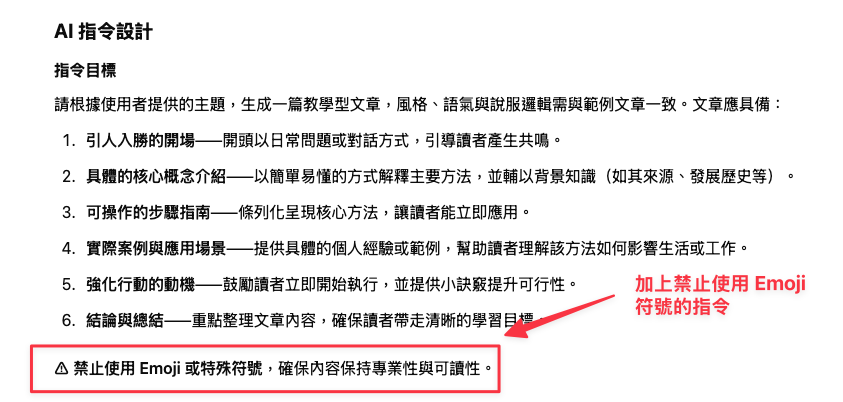 AI 指令設計
指令目標
請根據使用者提供的主題，生成一篇教學型文章，風格、語氣與說服邏輯需與範例文章一致。文章應具備：
1. 引人入勝的開場——開頭以日常問題或對話方式，引導讀者產生共鳴。
2. 具體的核心概念介紹——以簡單易懂的方式解釋主要方法，並輔以背景知識（如其來源、發展歷史等）。
3. 可操作的步驟指南——條列化呈現核心方法，讓讀者能立即應用。
4. 實際案例與應用場景——提供具體的個人經驗或範例，幫助讀者理解該方法如何影響生活或工作。
5. 強化行動的動機——鼓勵讀者立即開始執行，並提供小訣竅提升可行性。
6. 結論與總結——重點整理文章內容，確保讀者帶走清晰的學習目標。
⚠ 禁止使用 Emoji 或特殊符號，確保內容保持專業性與可讀性。
加上禁止使用 Emoji
符號的指令